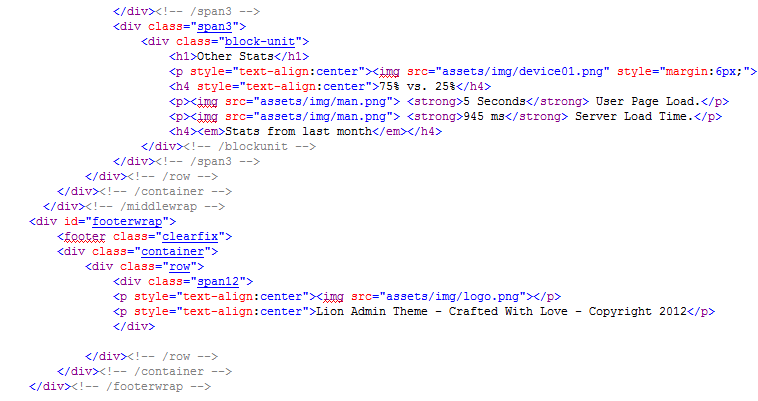 </div><!-- /span3 -->
<div class="span3">
<div class="block-unit">
<h1>Other Stats</h1>
<p style="text-align:center"><img src="assets/img/device01.png" style="margin:6px;">
<h4 style="text-align:center">75% vs. 25%</h4>
<p><img src="assets/img/man.png"> <strong>5 Seconds</strong> User Page Load.</p>
<p><img src="assets/img/man.png"> <strong>945 ms</strong> Server Load Time.</p>
<h4><em>Stats from last month</em></h4>
</div><!-- /blockunit -->
</div><!-- /span3 -->
</div><!-- /row -->
</div><!-- /container -->
</div><!-- /middlewrap -->
<div id="footerwrap">
<footer class="clearfix">
<div class="container">
<div class="row">
<div class="span12">
<p style="text-align:center"><img src="assets/img/logo.png"></p>
<p style="text-align:center">Lion Admin Theme - Crafted With Love - Copyright 2012</p>
</div>
</div><!-- /row -->
</div><!-- /container -->
</div><!-- /footerwrap -->